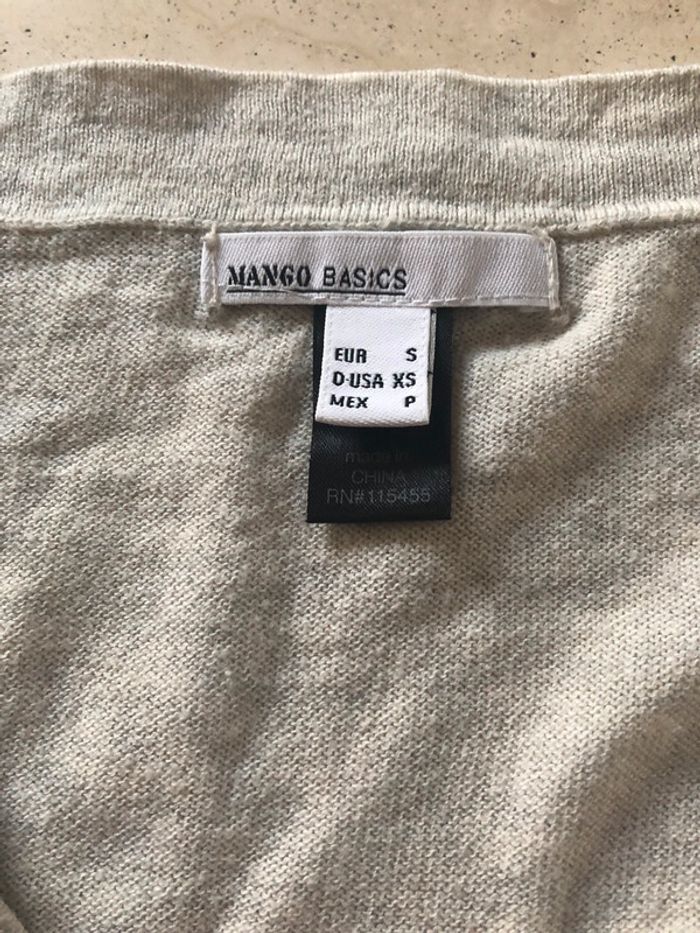 MANGO BASICS
EUR S
D-USA XS
MEX P
made in
CHINA
RN#115455